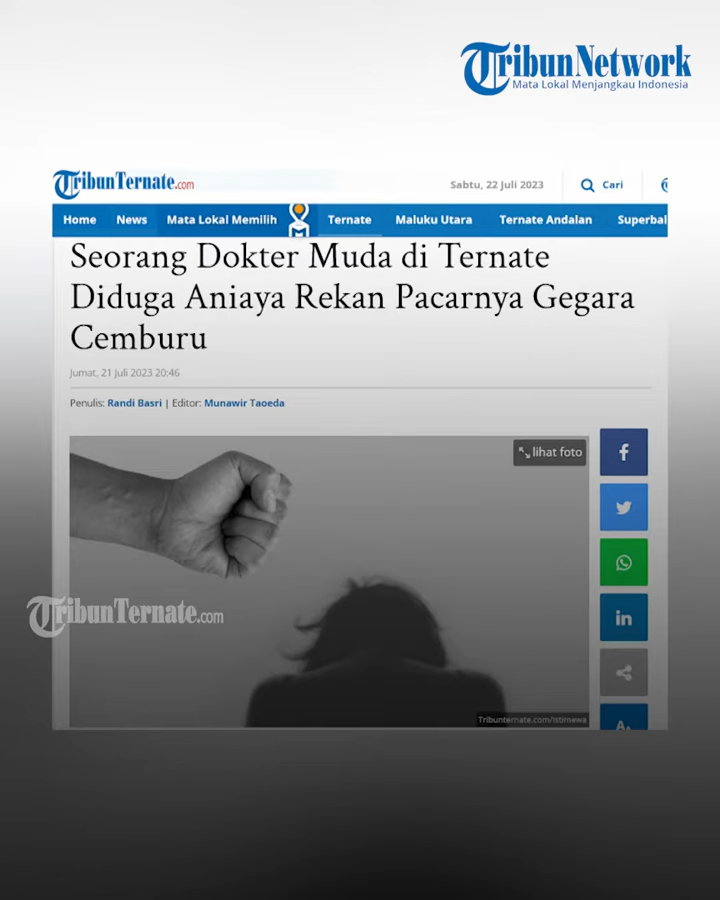 TribunNetwork
Mata Lokal Menjangkau Indonesia
TribunTernate.com
Sabtu, 22 Juli 2023
Cari
Home News Mata Lokal Memilih Ternate Maluku Utara Ternate Andalan Superbal
Seorang Dokter Muda di Ternate
Diduga Aniaya Rekan Pacarnya Gegara
Cemburu
Jumat, 21 Juli 2023 20:46
Penulis: Randi Basri | Editor: Munawir Taoeda
lihat foto
TribunTernate.com
Tribunternate.com/Istimewa